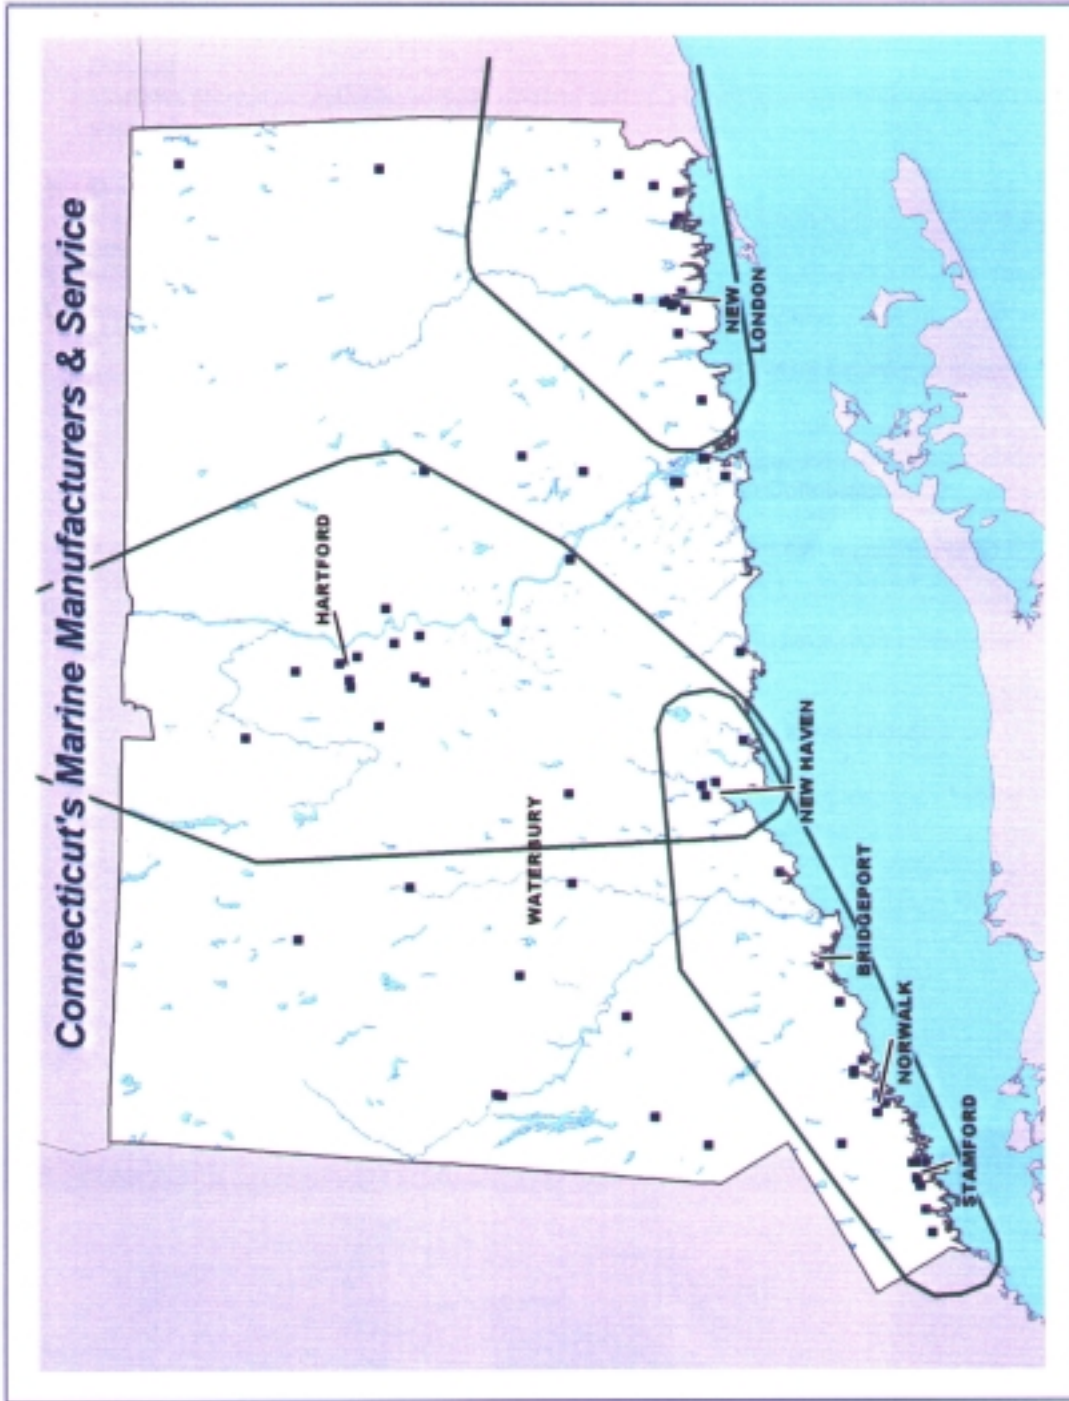 Connecticut's Marine Manufacturers & Service
HARTFORD
WATERBURY
NEW
LONDON
NEW HAVEN
BRIDGEPORT
NORWALK
STAMFORD